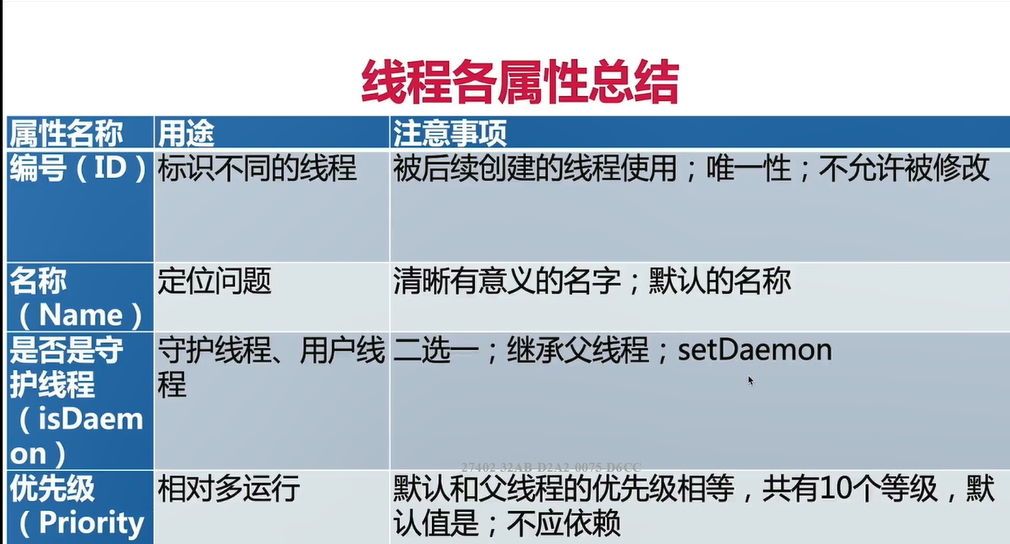 线程各属性总结
属性名称 用途 注意事项
编号（ID） 标识不同的线程 被后续创建的线程使用；唯一性；不允许被修改
名称
（Name） 定位问题 清晰有意义的名字；默认的名称
是否是守
护线程
（isDaem
on） 守护线程、用户线
程 二选一；继承父线程；setDaemon
27402 32AB D2A2 0075 D6CC
优先级
（Priority 相对多运行 默认和父线程的优先级相等，共有10个等级，默
认值是；不应依赖